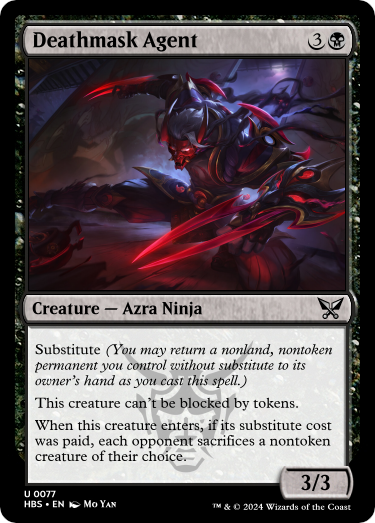 Deathmask Agent 3
Creature — Azra Ninja
Substitute (You may return a nonland, nontoken
permanent you control without substitute to its
owner's hand as you cast this spell.)
This creature can't be blocked by tokens.
When this creature enters, if its substitute cost
was paid, each opponent sacrifices a nontoken
creature of their choice.
3/3
U 0077
HBS • EN Mo Yan
™ & © 2024 Wizards of the Coast